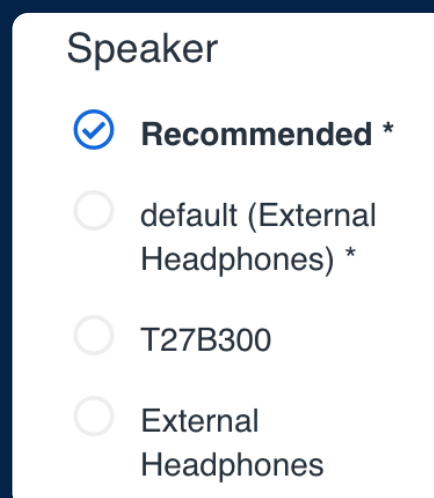 Speaker
Recommended *
default (External
Headphones) *
T27B300
External
Headphones